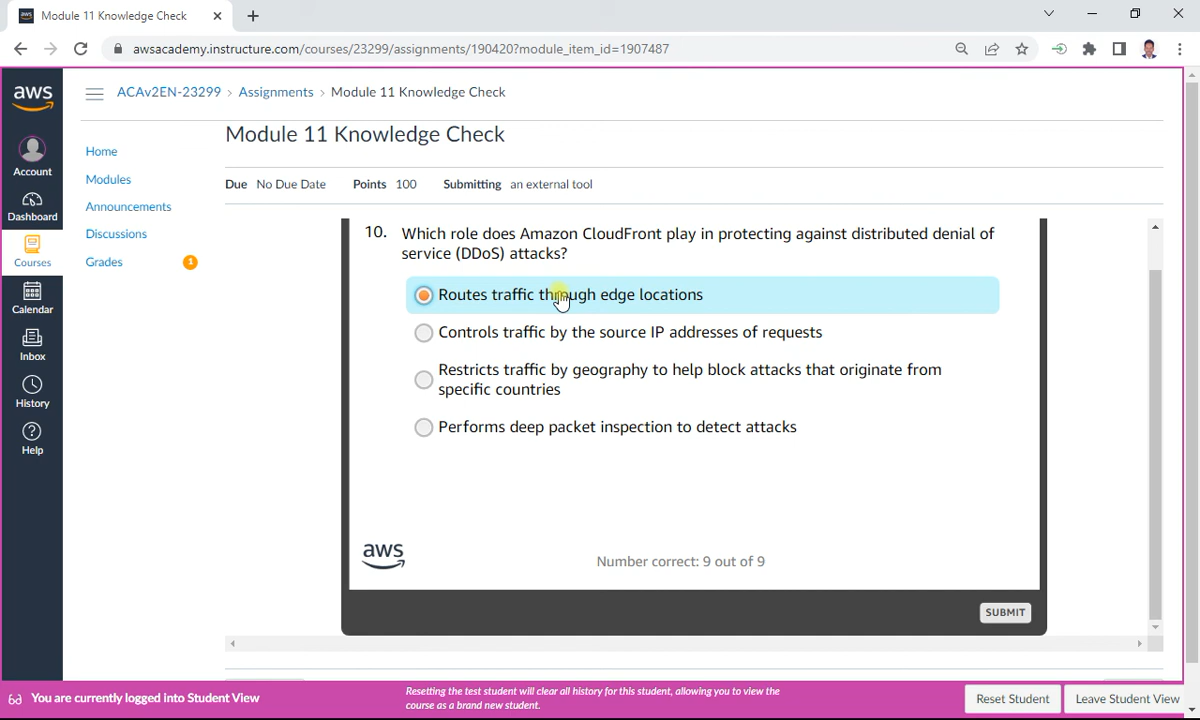 aws
Module 11 Knowledge Check
awsacademy.instructure.com/courses/23299/assignments/190420?module_item_id=1907487
aws
Account
Dashboard
Courses
Calendar
Inbox
History
Help
ACAv2EN-23299 › Assignments › Module 11 Knowledge Check
Home
Modules
Announcements
Discussions
Grades 1
Module 11 Knowledge Check
Due No Due Date Points 100 Submitting an external tool
10. Which role does Amazon CloudFront play in protecting against distributed denial of
service (DDoS) attacks?
Routes traffic through edge locations
Controls traffic by the source IP addresses of requests
Restricts traffic by geography to help block attacks that originate from
specific countries
Performs deep packet inspection to detect attacks
aws
Number correct: 9 out of 9
SUBMIT
You are currently logged into Student View
Resetting the test student will clear all history for this student, allowing you to view the
course as a brand new student.
Reset Student
Leave Student View